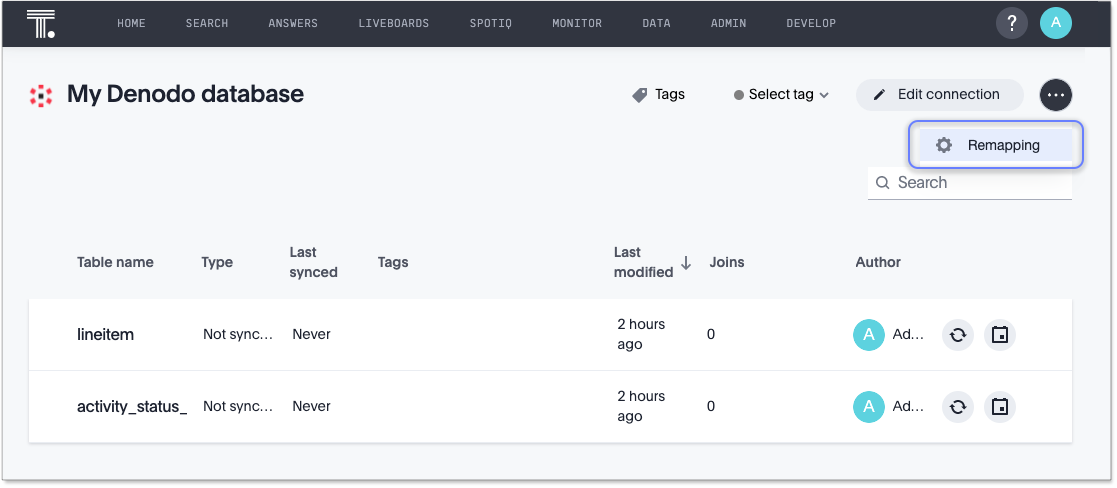 T. HOME SEARCH ANSWERS LIVEBOARDS SPOTIQ MONITOR DATA ADMIN DEVELOP ? A
My Denodo database Tags Select tag Edit connection ...
Remapping
Search
Table name Type Last synced Tags Last modified Joins Author
lineitem Not sync... Never 2 hours ago 0 A Ad...
activity_status_ Not sync... Never 2 hours ago 0 A Ad...